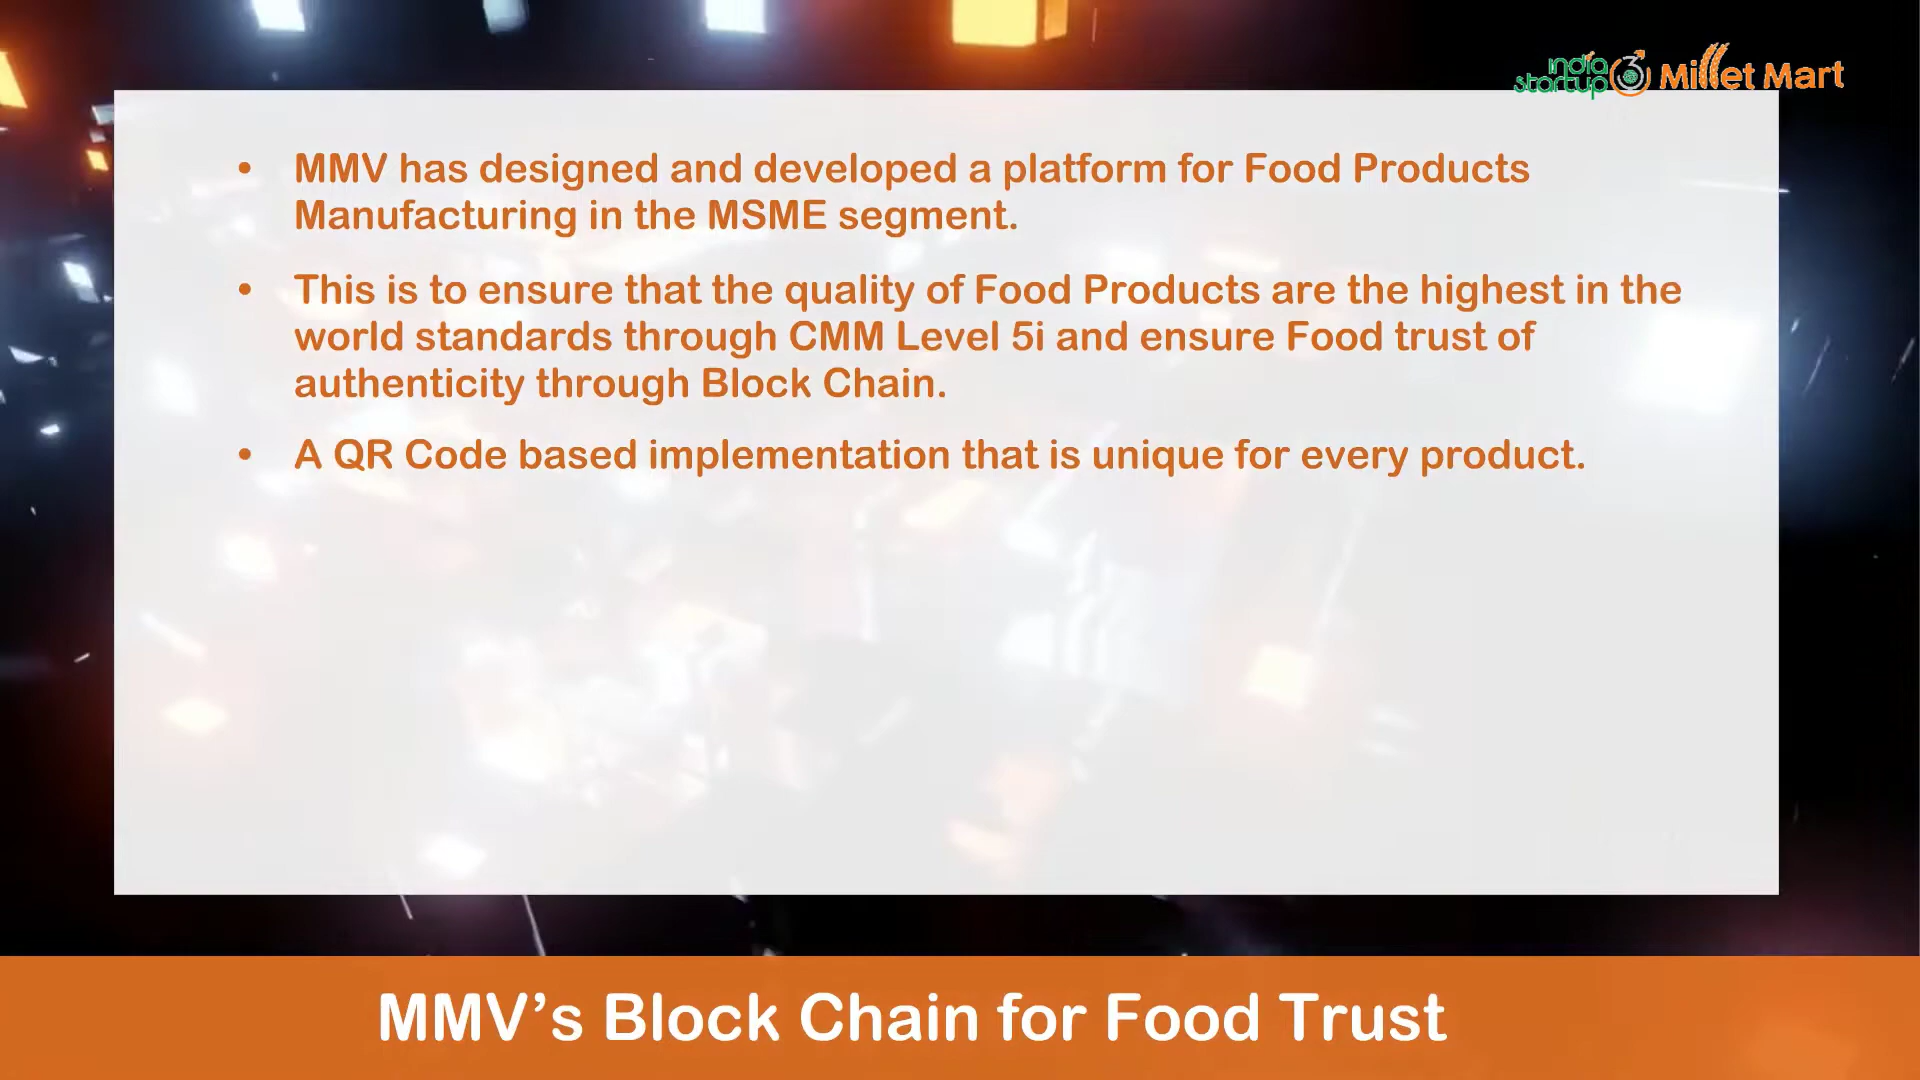 india
startup 3 Millet Mart
• MMV has designed and developed a platform for Food Products
Manufacturing in the MSME segment.
• This is to ensure that the quality of Food Products are the highest in the
world standards through CMM Level 5i and ensure Food trust of
authenticity through Block Chain.
• A QR Code based implementation that is unique for every product.
MMV’s Block Chain for Food Trust